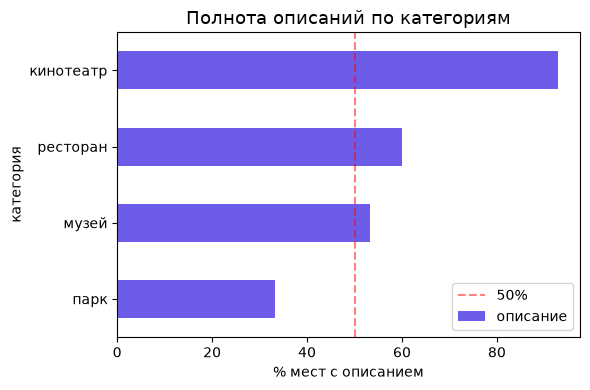 Полнота описаний по категориям
категория
кинотеатр
ресторан
музей
парк
0 20 40 60 80
% мест с описанием
50%
описание